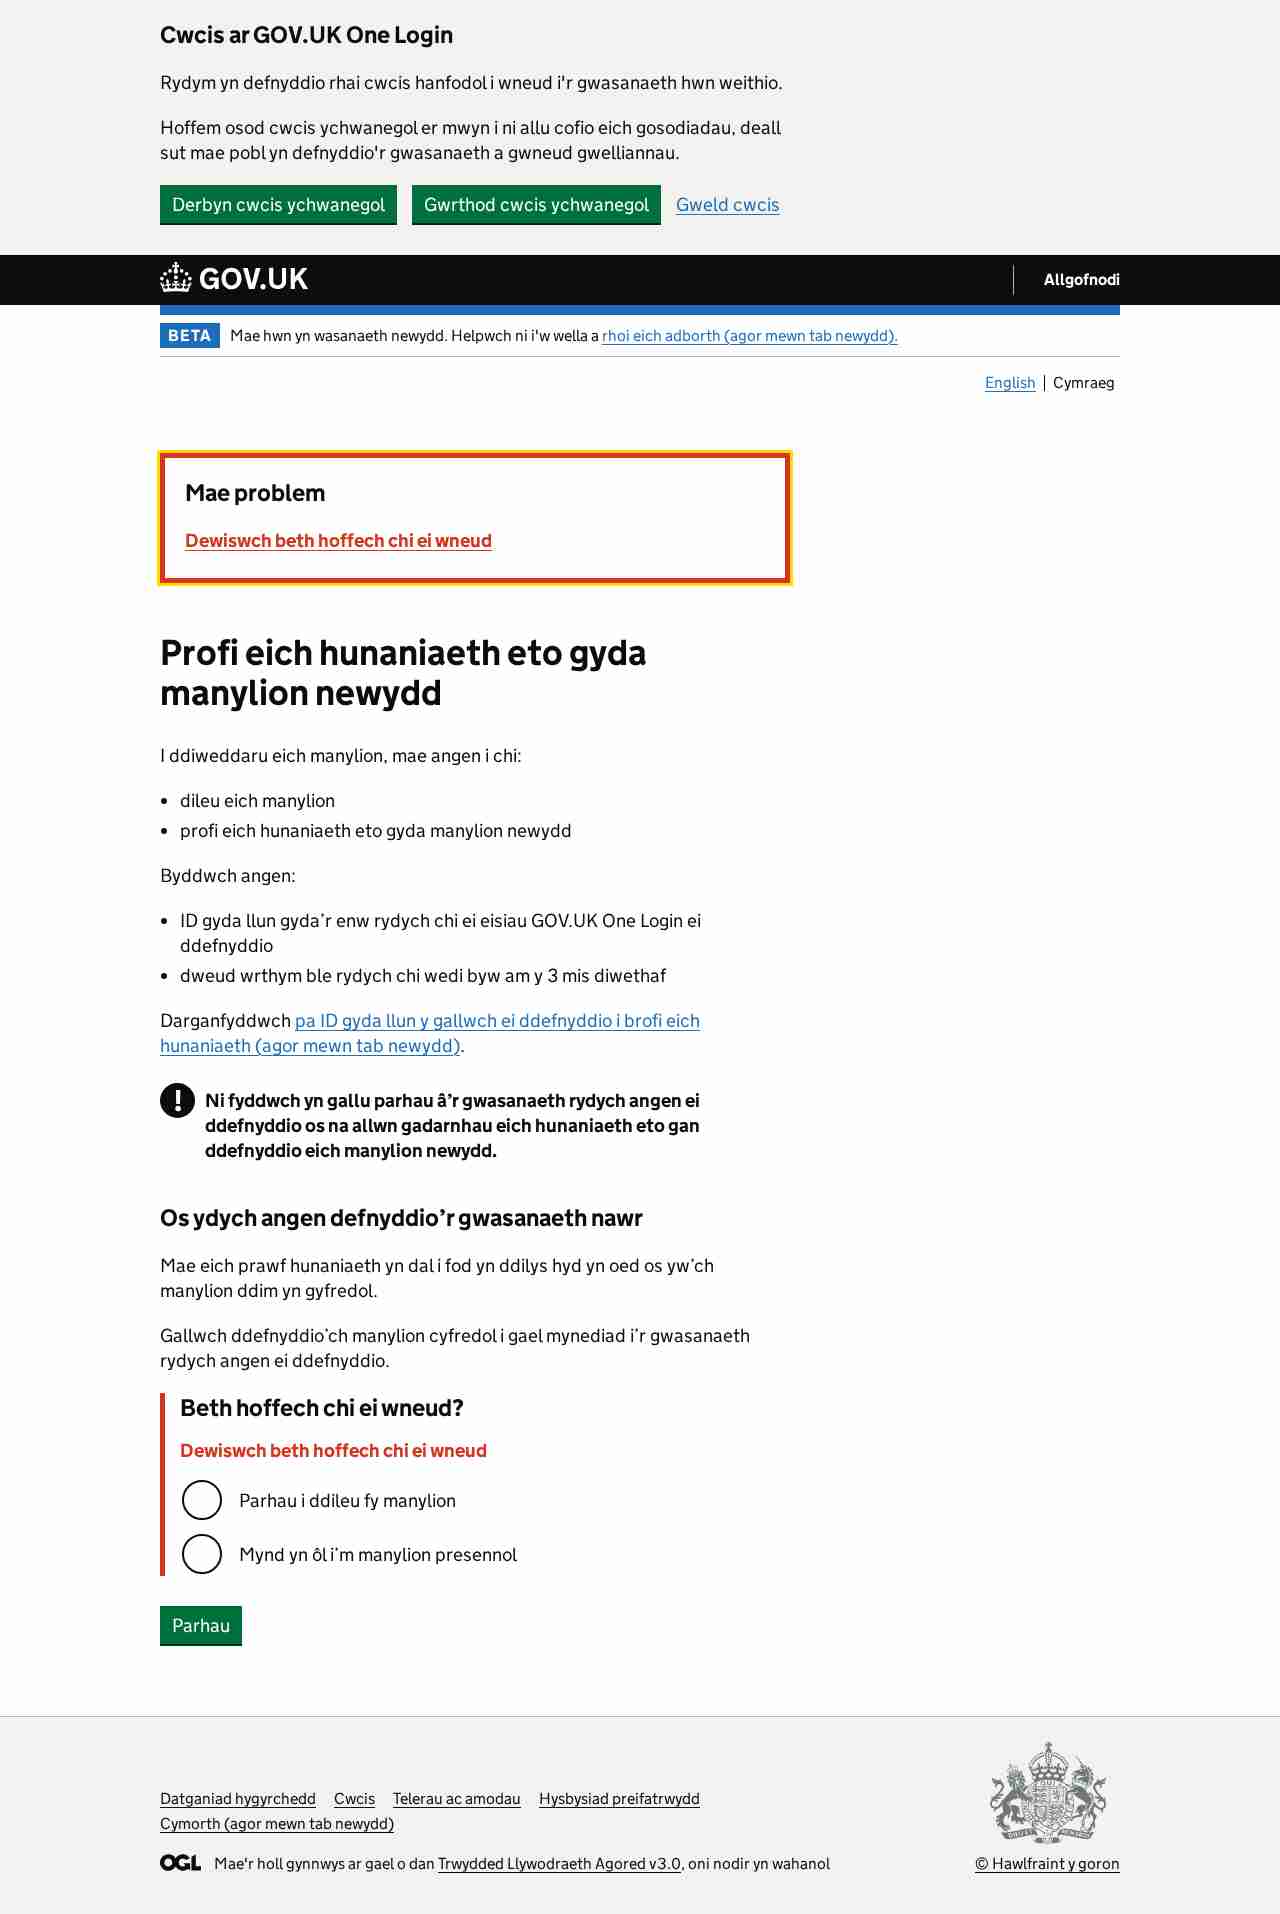 Cwcis ar GOV.UK One Login
Rydym yn defnyddio rhai cwcis hanfodol i wneud i'r gwasanaeth hwn weithio.
Hoffem osod cwcis ychwanegol er mwyn i ni allu cofio eich gosodiadau, deall
sut mae pobl yn defnyddio'r gwasanaeth a gwneud gwelliannau.
Derbyn cwcis ychwanegol Gwrthod cwcis ychwanegol Gweld cwcis
GOV.UK Allgofnodi
BETA Mae hwn yn wasanaeth newydd. Helpwch ni i'w wella a rhoi eich adborth (agor mewn tab newydd).
English Cymraeg
Mae problem
Dewiswch beth hoffech chi ei wneud
Profi eich hunaniaeth eto gyda
manylion newydd
I ddiweddaru eich manylion, mae angen i chi:
• dileu eich manylion
• profi eich hunaniaeth eto gyda manylion newydd
Byddwch angen:
• ID gyda llun gyda’r enw rydych chi ei eisiau GOV.UK One Login ei
ddefnyddio
• dweud wrthym ble rydych chi wedi byw am y 3 mis diwethaf
Darganfyddwch pa ID gyda llun y gallwch ei ddefnyddio i brofi eich
hunaniaeth (agor mewn tab newydd).
! Ni fyddwch yn gallu parhau â’r gwasanaeth rydych angen ei
ddefnyddio os na allwn gadarnhau eich hunaniaeth eto gan
ddefnyddio eich manylion newydd.
Os ydych angen defnyddio’r gwasanaeth nawr
Mae eich prawf hunaniaeth yn dal i fod yn ddilys hyd yn oed os yw’ch
manylion ddim yn gyfredol.
Gallwch ddefnyddio’ch manylion cyfredol i gael mynediad i’r gwasanaeth
rydych angen ei ddefnyddio.
Beth hoffech chi ei wneud?
Dewiswch beth hoffech chi ei wneud
Parhau i ddileu fy manylion
Mynd yn ôl i’m manylion presennol
Parhau
Datganiad hygyrchedd Cwcis Telerau ac amodau Hysbysiad preifatrwydd
Cymorth (agor mewn tab newydd)
OGL Mae'r holl gynnwys ar gael o dan Trwydded Llywodraeth Agored v3.0, oni nodir yn wahanol
© Hawlfraint y goron